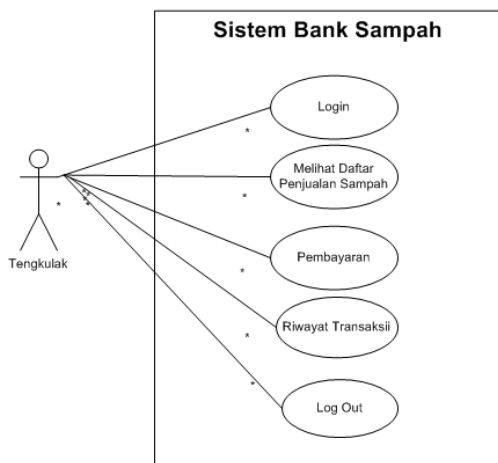 Sistem Bank Sampah
Login
*
Melihat Daftar
Penjualan Sampah
*
*
*
*
*
*
Tengkulak
Pembayaran
*
Riwayat Transaksii
*
*
Log Out